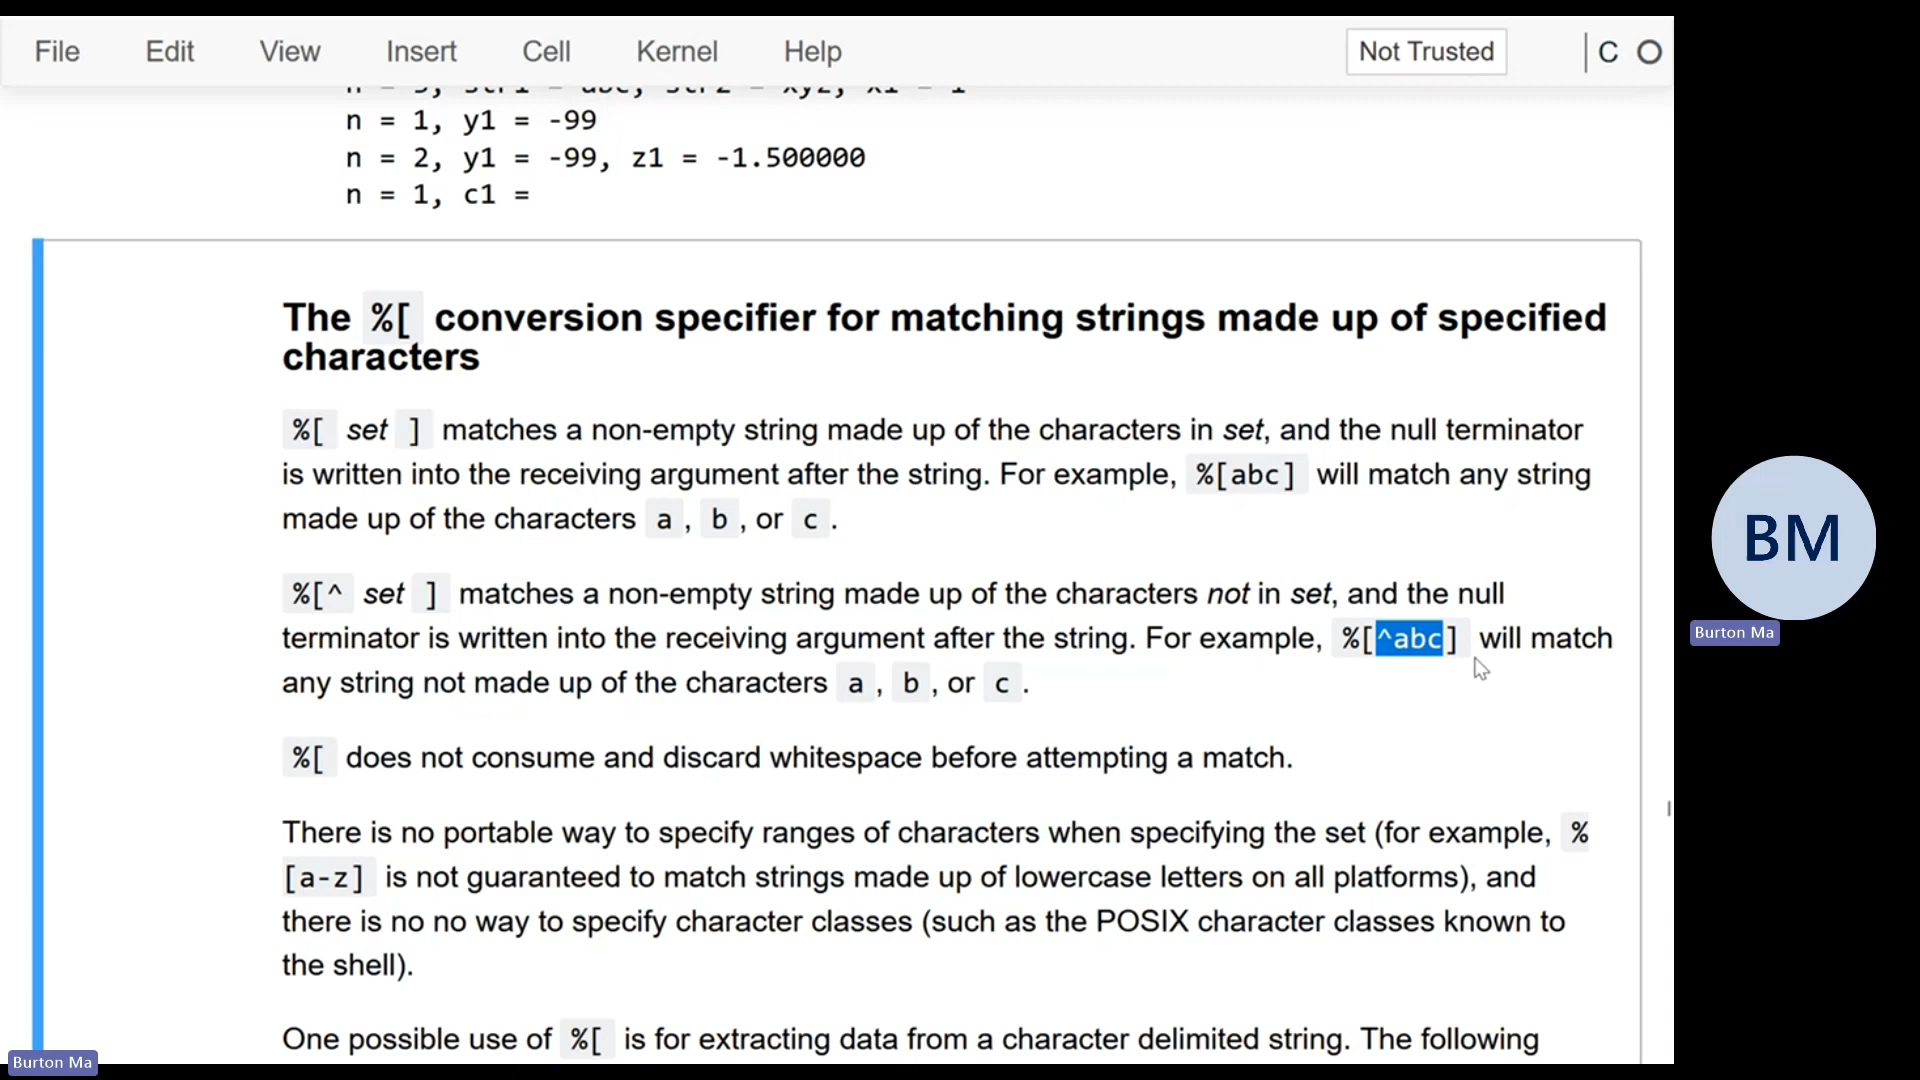 File Edit View Insert Cell Kernel Help Not Trusted C
n = 1, y1 = -99
n = 2, y1 = -99, z1 = -1.500000
n = 1, c1 =
The %[ conversion specifier for matching strings made up of specified
characters
%[ set ] matches a non-empty string made up of the characters in set, and the null terminator
is written into the receiving argument after the string. For example, %[abc] will match any string
made up of the characters a , b , or c .
%[^ set ] matches a non-empty string made up of the characters not in set, and the null
terminator is written into the receiving argument after the string. For example, %[^abc] will match
any string not made up of the characters a , b , or c .
%[ does not consume and discard whitespace before attempting a match.
There is no portable way to specify ranges of characters when specifying the set (for example, %
[a-z] is not guaranteed to match strings made up of lowercase letters on all platforms), and
there is no no way to specify character classes (such as the POSIX character classes known to
the shell).
One possible use of %[ is for extracting data from a character delimited string. The following
BM
Burton Ma
Burton Ma